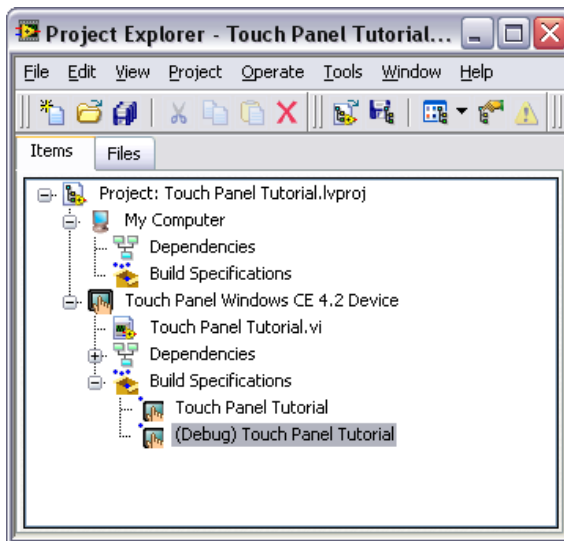 Project Explorer - Touch Panel Tutorial...
File Edit View Project Operate Tools Window Help
Items Files
Project: Touch Panel Tutorial.lvproj
My Computer
Dependencies
Build Specifications
Touch Panel Windows CE 4.2 Device
Touch Panel Tutorial.vi
Dependencies
Build Specifications
Touch Panel Tutorial
(Debug) Touch Panel Tutorial